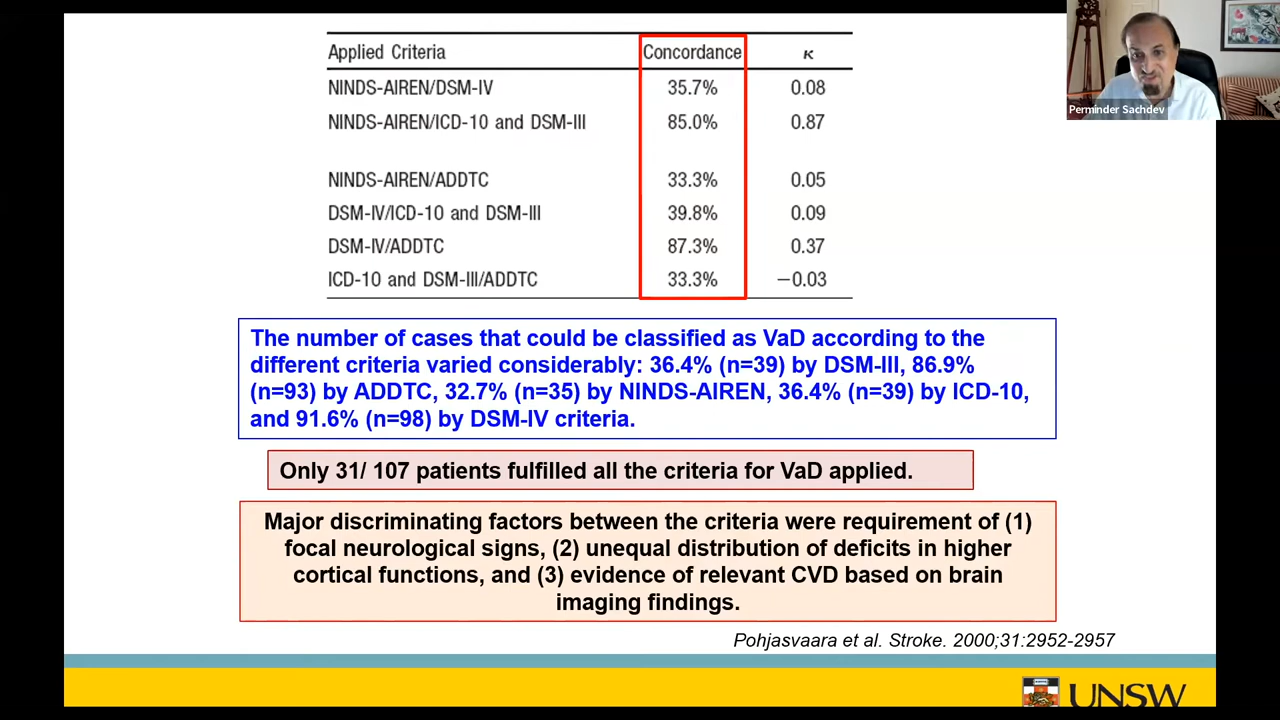 Applied Criteria Concordance κ
NINDS-AIREN/DSM-IV 35.7% 0.08
NINDS-AIREN/ICD-10 and DSM-III 85.0% 0.87
NINDS-AIREN/ADDTC 33.3% 0.05
DSM-IV/ICD-10 and DSM-III 39.8% 0.09
DSM-IV/ADDTC 87.3% 0.37
ICD-10 and DSM-III/ADDTC 33.3% −0.03
The number of cases that could be classified as VaD according to the
different criteria varied considerably: 36.4% (n=39) by DSM-III, 86.9%
(n=93) by ADDTC, 32.7% (n=35) by NINDS-AIREN, 36.4% (n=39) by ICD-10,
and 91.6% (n=98) by DSM-IV criteria.
Only 31/ 107 patients fulfilled all the criteria for VaD applied.
Major discriminating factors between the criteria were requirement of (1)
focal neurological signs, (2) unequal distribution of deficits in higher
cortical functions, and (3) evidence of relevant CVD based on brain
imaging findings.
Pohjasvaara et al. Stroke. 2000;31:2952-2957
UNSW
Perminder Sachdev